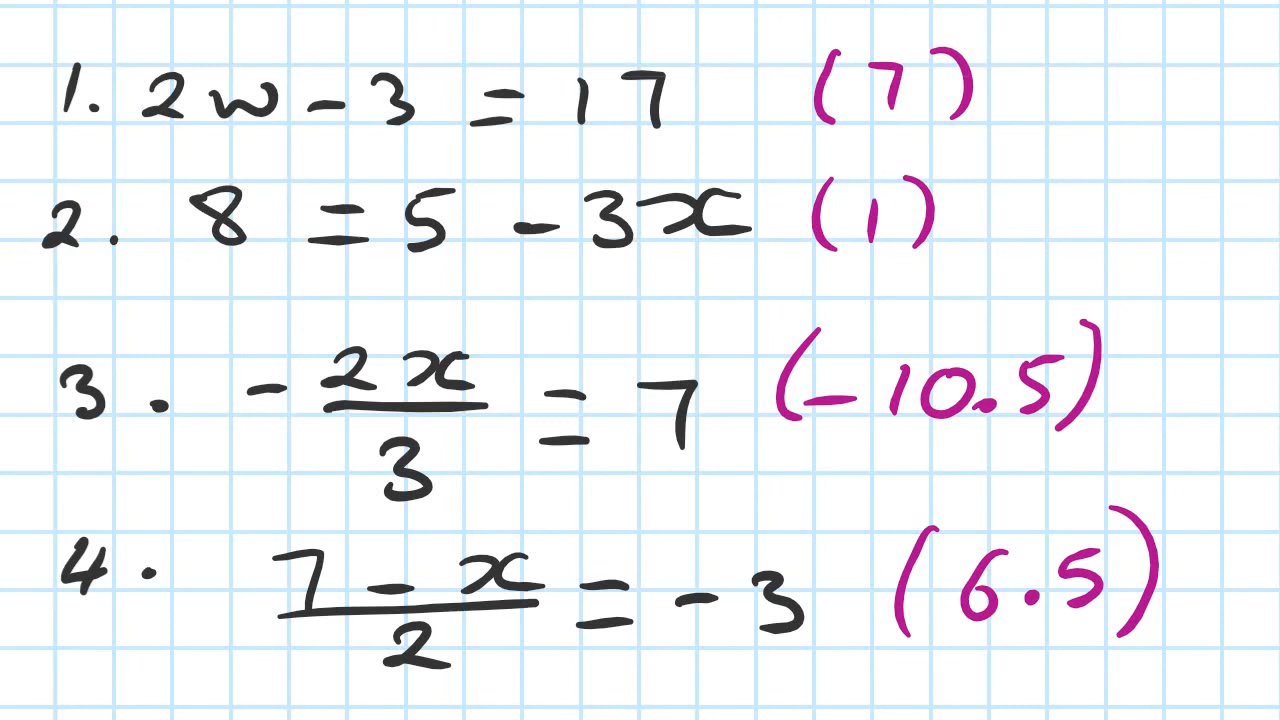 1. 2w - 3 = 17 (7)
2. 8 = 5 - 3x (1)
3. - 2x/3 = 7 (-10.5)
4. 7 - x/2 = -3 (6.5)